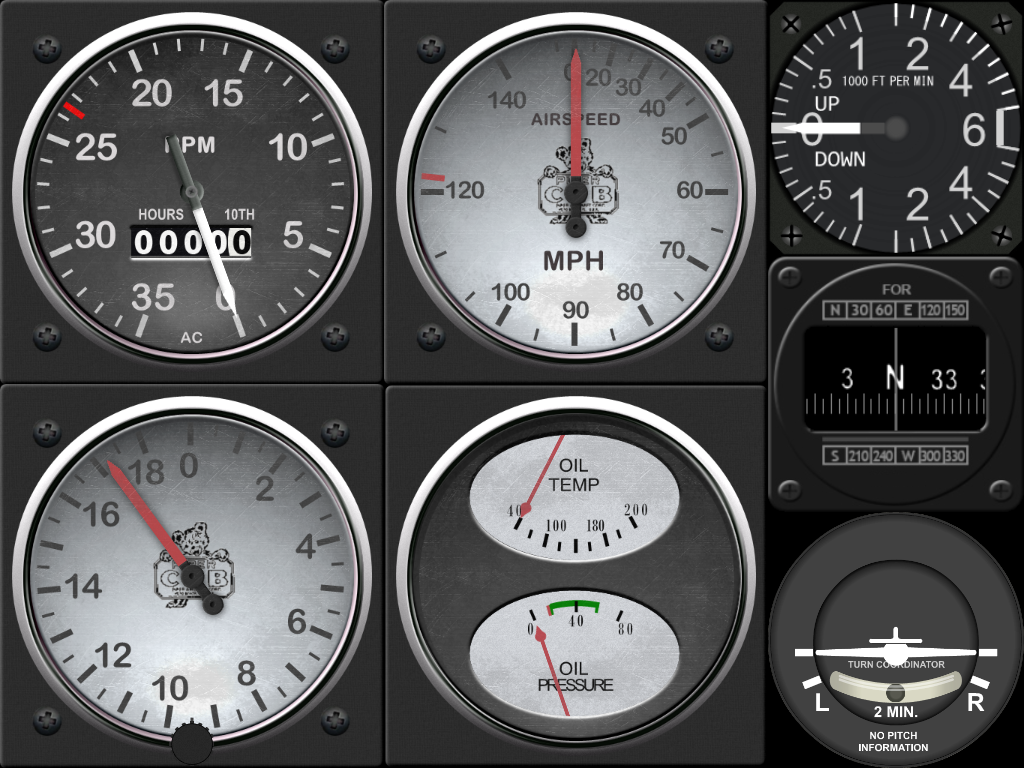 20 15
25 RPM 10
HOURS 10TH
30 00000 5
35 0
AC
0 20 30
140 40
AIRSPEED 50
120 60
CUB
MPH 70
100 80
90
1 2
.5 1000 FT PER MIN 4
UP
0 6
DOWN
.5 4
1 2
FOR
N 30 60 E 120 150
3 N 33
S 210 240 W 300 330
18 0 2
16
4
CUB
14
6
12 8
10
OIL
TEMP
40 100 180 200
0 40 80
OIL
PRESSURE
TURN COORDINATOR
L R
2 MIN.
NO PITCH
INFORMATION